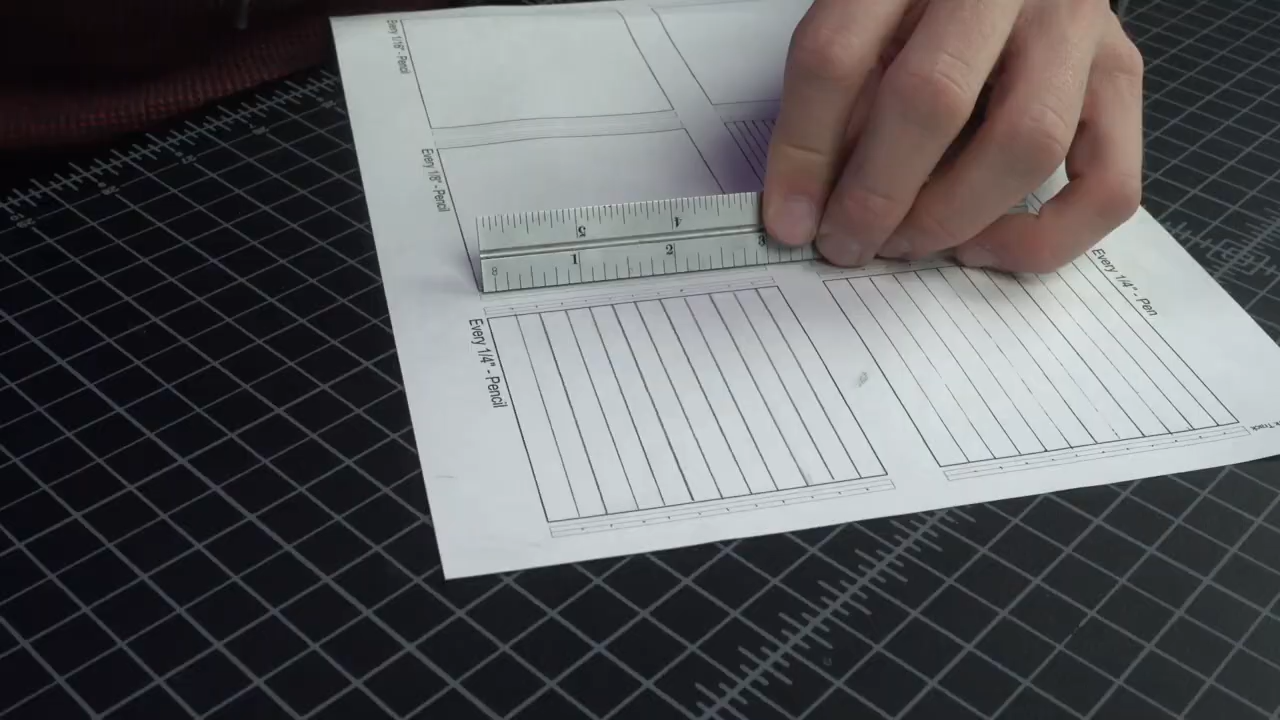 Every 1/16" - Pencil
Every 1/8" - Pencil
5 4
1 2 3
8
Every 1/4" - Pencil
Every 1/4" - Pen
Track